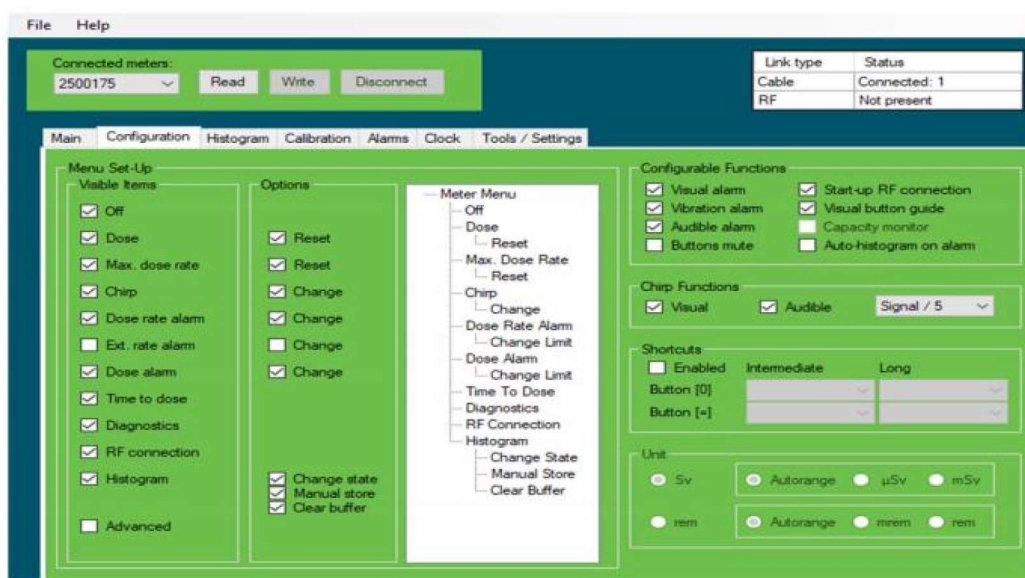 File Help
Connected meters:
2500175 Read Write Disconnect
Link type Status
Cable Connected: 1
RF Not present
Main Configuration Histogram Calibration Alarms Clock Tools / Settings
Menu Set-Up
Visible Items
Off
Dose
Max. dose rate
Chirp
Dose rate alarm
Ext. rate alarm
Dose alarm
Time to dose
Diagnostics
RF connection
Histogram
Advanced
Options
Reset
Reset
Change
Change
Change
Change
Change state
Manual store
Clear buffer
Meter Menu
Off
Dose
Reset
Max. Dose Rate
Reset
Chirp
Change
Dose Rate Alarm
Change Limit
Dose Alarm
Change Limit
Time To Dose
Diagnostics
RF Connection
Histogram
Change State
Manual Store
Clear Buffer
Configurable Functions
Visual alarm Start-up RF connection
Vibration alarm Visual button guide
Audible alarm Capacity monitor
Buttons mute Auto-histogram on alarm
Chirp Functions
Visual Audible Signal / 5
Shortcuts
Enabled Intermediate Long
Button [0]
Button [=]
Unit
Sv Autorange µSv mSv
rem Autorange mrem rem